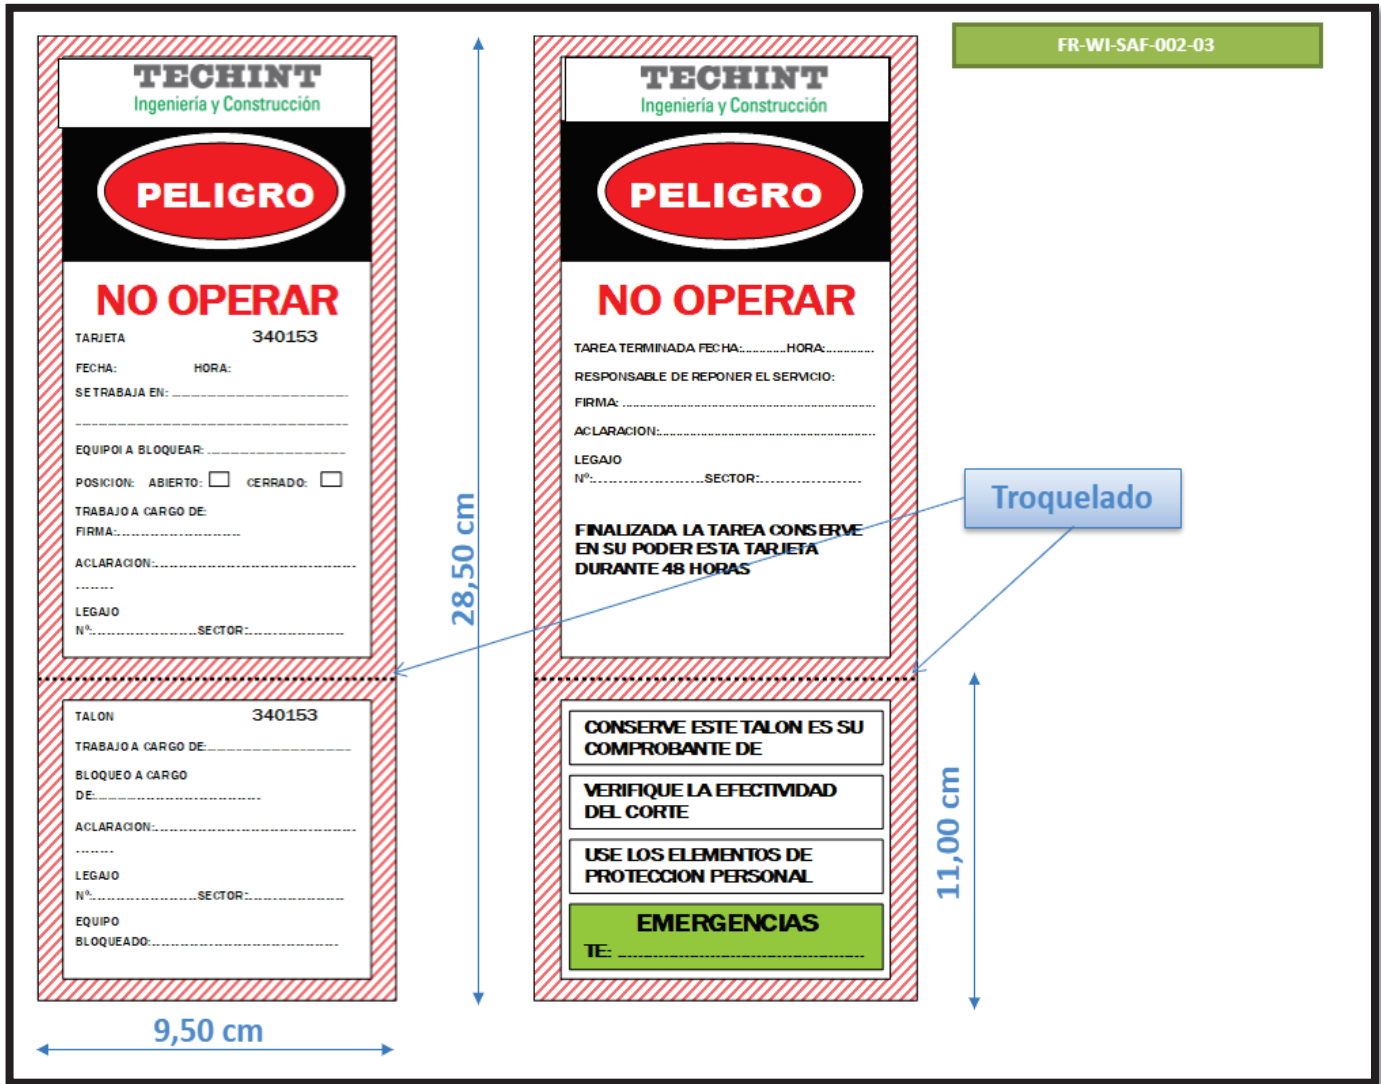 FR-WI-SAF-002-03
TECHINT
Ingeniería y Construcción
PELIGRO
NO OPERAR
TARJETA 340153
FECHA: HORA:
SE TRABAJA EN:
EQUIPOI A BLOQUEAR:
POSICION: ABIERTO: CERRADO:
TRABAJO A CARGO DE:
FIRMA:
ACLARACION:
LEGAJO
Nº: SECTOR:
TALON 340153
TRABAJO A CARGO DE:
BLOQUEO A CARGO
DE:
ACLARACION:
LEGAJO
Nº: SECTOR:
EQUIPO
BLOQUEADO:
9,50 cm
28,50 cm
TECHINT
Ingeniería y Construcción
PELIGRO
NO OPERAR
TAREA TERMINADA FECHA: HORA:
RESPONSABLE DE REPONER EL SERVICIO:
FIRMA:
ACLARACION:
LEGAJO
Nº: SECTOR:
FINALIZADA LA TAREA CONSERVE
EN SU PODER ESTA TARJETA
DURANTE 48 HORAS
CONSERVE ESTE TALON ES SU
COMPROBANTE DE
VERIFIQUE LA EFECTIVIDAD
DEL CORTE
USE LOS ELEMENTOS DE
PROTECCION PERSONAL
EMERGENCIAS
TE:
Troquelado
11,00 cm